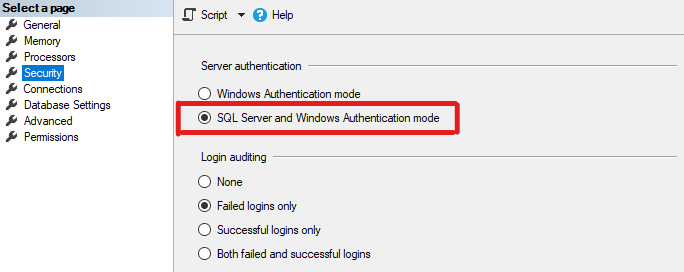 Select a page
General
Memory
Processors
Security
Connections
Database Settings
Advanced
Permissions
Script
Help
Server authentication
Windows Authentication mode
SQL Server and Windows Authentication mode
Login auditing
None
Failed logins only
Successful logins only
Both failed and successful logins